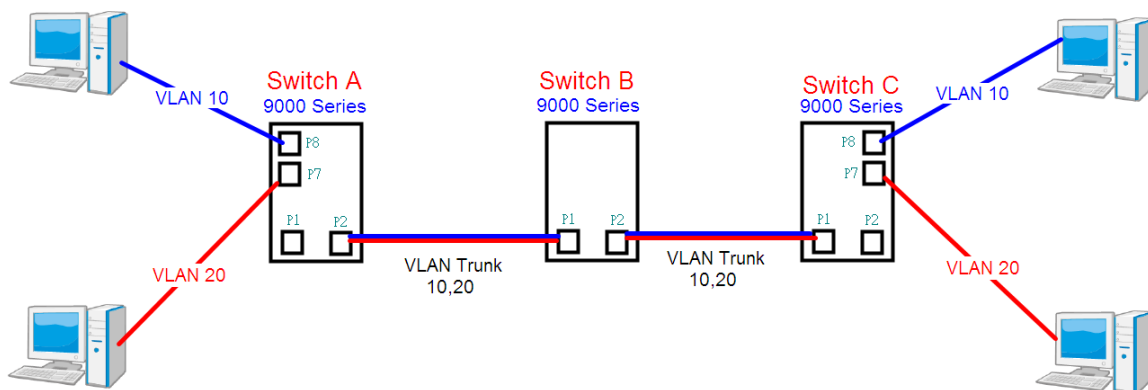 Switch A
9000 Series
Switch B
9000 Series
Switch C
9000 Series
VLAN 10
VLAN 10
P8
P7
P1
P2
P1
P2
P8
P7
P1
P2
VLAN 20
VLAN 20
VLAN Trunk
10,20
VLAN Trunk
10,20